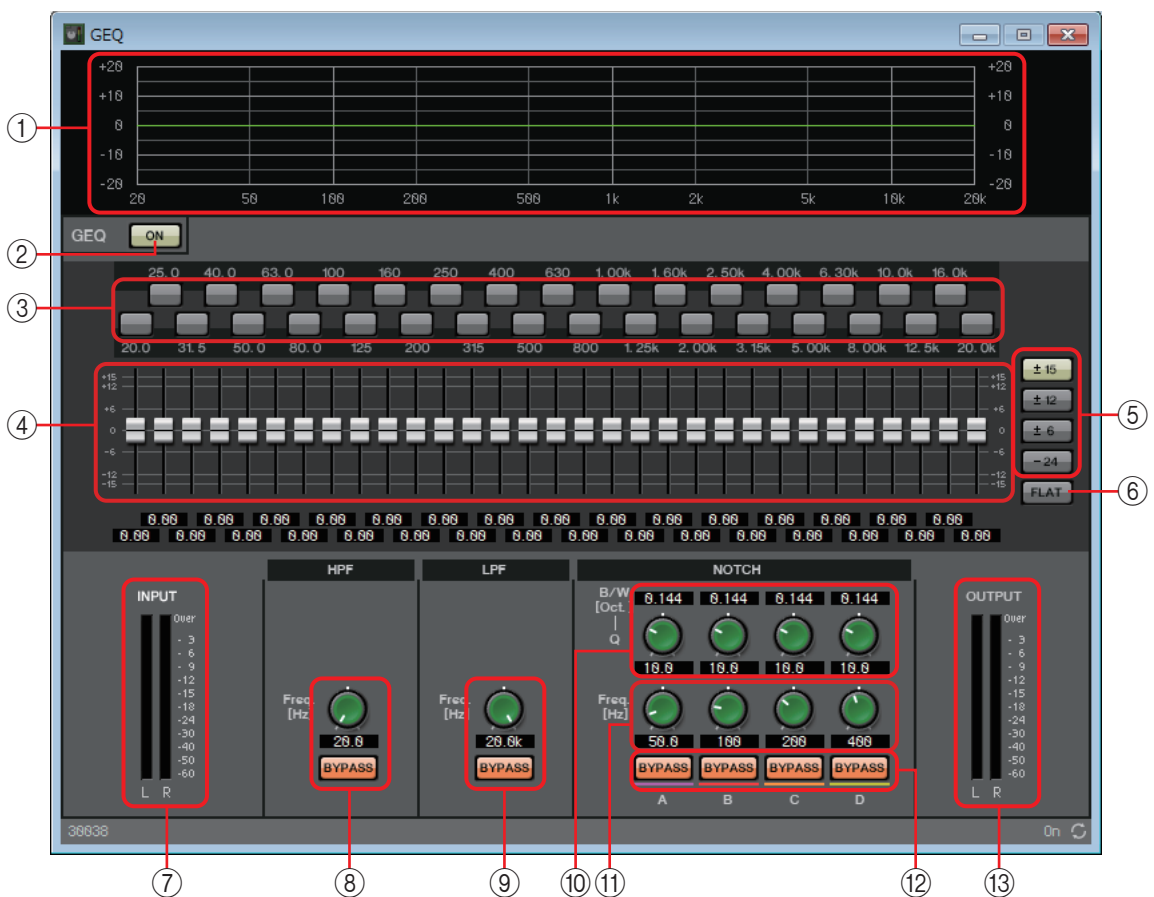 GEQ
+20 +20
+10 +10
① 0 0
-10 -10
-20 -20
20 50 100 200 500 1k 2k 5k 10k 20k
② GEQ ON
25.0 40.0 63.0 100 160 250 400 630 1.00k 1.60k 2.50k 4.00k 6.30k 10.0k 16.0k
③
20.0 31.5 50.0 80.0 125 200 315 500 800 1.25k 2.00k 3.15k 5.00k 8.00k 12.5k 20.0k
+15 +15 ±15
+12 +12
+6 +6 ±12 ⑤
④ 0 0 ±6
-6 -6
-12 -12 -24
-15 -15
FLAT ⑥
0.00 0.00 0.00 0.00 0.00 0.00 0.00 0.00 0.00 0.00 0.00 0.00 0.00 0.00 0.00
0.00 0.00 0.00 0.00 0.00 0.00 0.00 0.00 0.00 0.00 0.00 0.00 0.00 0.00 0.00 0.00
INPUT
Over
- 3
- 6
- 9
-12
-15
-18
-24
-30
-40
-50
-60
L R
HPF
Freq. [Hz]
20.0
BYPASS
LPF
Freq. [Hz]
20.0k
BYPASS
NOTCH
B/W [Oct.] | Q
0.144 0.144 0.144 0.144
10.0 10.0 10.0 10.0
Freq. [Hz]
50.0 100 200 400
BYPASS BYPASS BYPASS BYPASS
A B C D
OUTPUT
Over
- 3
- 6
- 9
-12
-15
-18
-24
-30
-40
-50
-60
L R
30038 On
⑦ ⑧ ⑨ ⑩ ⑪ ⑫ ⑬